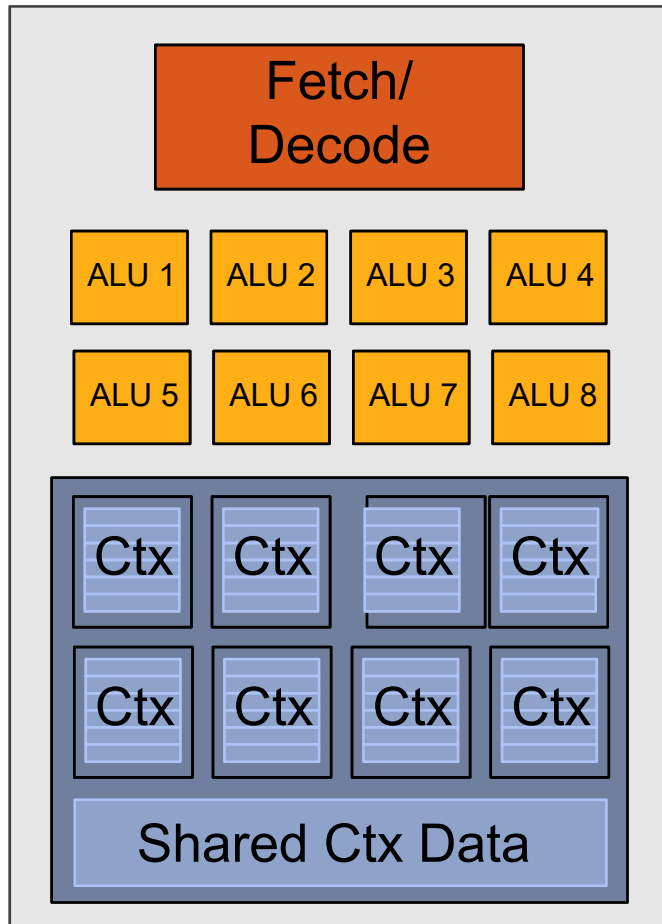 Fetch/
Decode
ALU 1 ALU 2 ALU 3 ALU 4
ALU 5 ALU 6 ALU 7 ALU 8
Ctx Ctx Ctx Ctx
Ctx Ctx Ctx Ctx
Shared Ctx Data